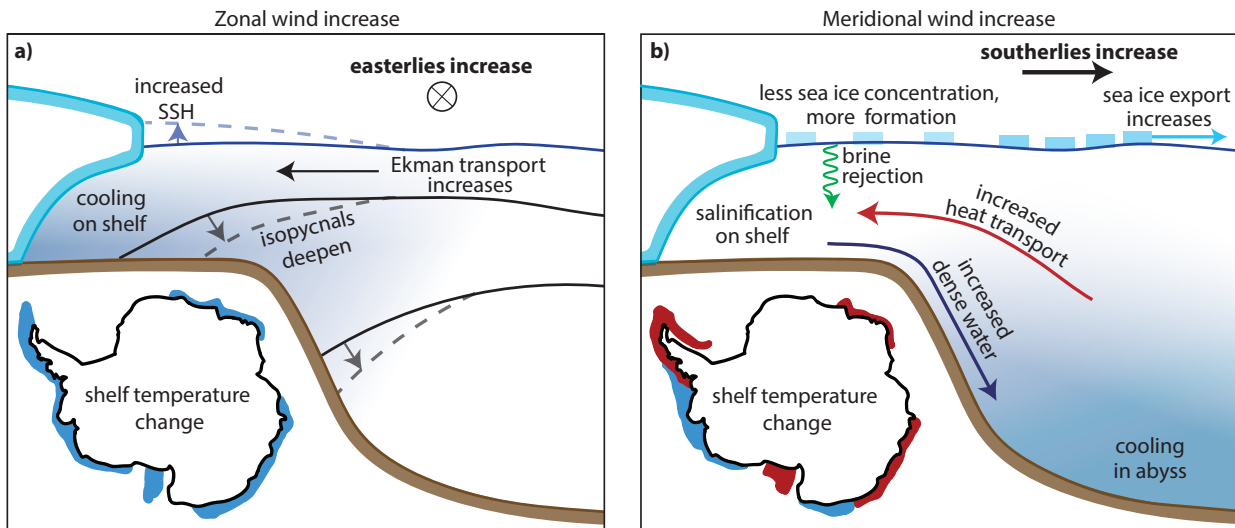 Zonal wind increase
a)
easterlies increase
increased
SSH
Ekman transport
increases
cooling
on shelf
isopycnals
deepen
shelf temperature
change
Meridional wind increase
b)
southerlies increase
less sea ice concentration,
more formation
sea ice export
increases
brine
rejection
salinification
on shelf
increased
heat transport
increased
dense water
shelf temperature
change
cooling
in abyss